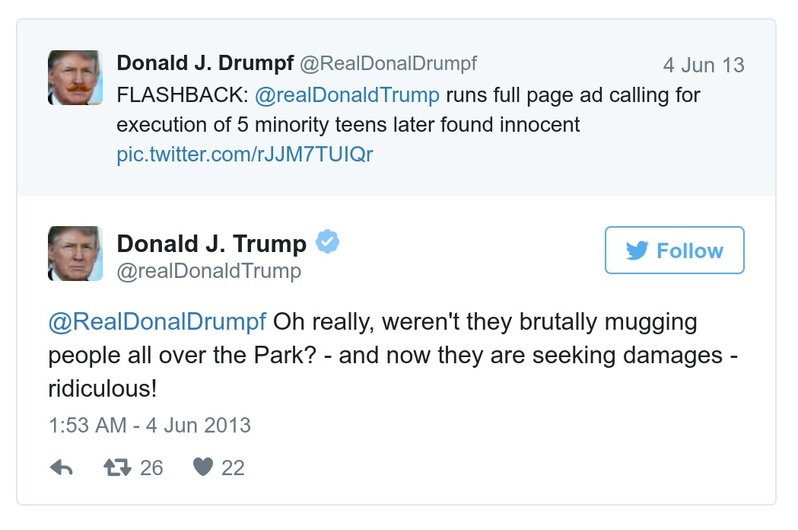 Donald J. Drumpf @RealDonalDrumpf 4 Jun 13
FLASHBACK: @realDonaldTrump runs full page ad calling for
execution of 5 minority teens later found innocent
pic.twitter.com/rJJM7TUIQr
Donald J. Trump
Follow
@realDonaldTrump
@RealDonalDrumpf Oh really, weren't they brutally mugging
people all over the Park? - and now they are seeking damages -
ridiculous!
1:53 AM - 4 Jun 2013
26 22